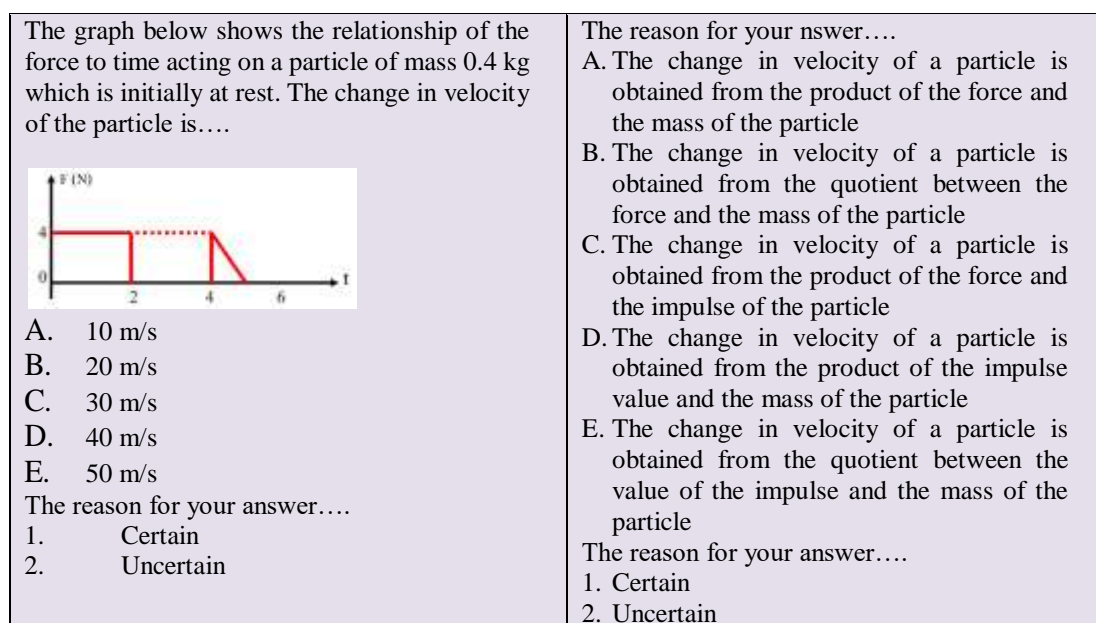 The graph below shows the relationship of the
force to time acting on a particle of mass 0.4 kg
which is initially at rest. The change in velocity
of the particle is….
F (N)
4
0
2
4
6
t
A. 10 m/s
B. 20 m/s
C. 30 m/s
D. 40 m/s
E. 50 m/s
The reason for your answer….
1. Certain
2. Uncertain
The reason for your nswer….
A. The change in velocity of a particle is
obtained from the product of the force and
the mass of the particle
B. The change in velocity of a particle is
obtained from the quotient between the
force and the mass of the particle
C. The change in velocity of a particle is
obtained from the product of the force and
the impulse of the particle
D. The change in velocity of a particle is
obtained from the product of the impulse
value and the mass of the particle
E. The change in velocity of a particle is
obtained from the quotient between the
value of the impulse and the mass of the
particle
The reason for your answer….
1. Certain
2. Uncertain